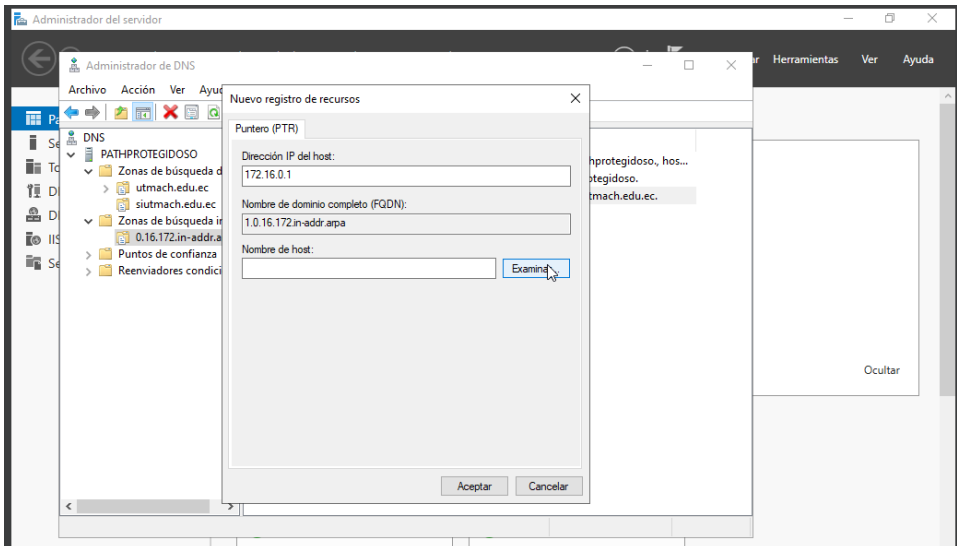 Administrador del servidor
Herramientas Ver Ayuda
Administrador de DNS
Archivo Acción Ver
DNS
PATHPROTEGIDOSO
Zonas de búsqueda d
utmach.edu.ec
siutmach.edu.ec
Zonas de búsqueda
0.16.172.in-addr.a
Puntos de confianza
Reenviadores condici
Nuevo registro de recursos
Puntero (PTR)
Dirección IP del host:
172.16.0.1
Nombre de dominio completo (FQDN):
1.0.16.172.in-addr.arpa
Nombre de host:
Aceptar Cancelar
hprotegidoso., hos...
otegidoso.
tmach.edu.ec.
Ocultar